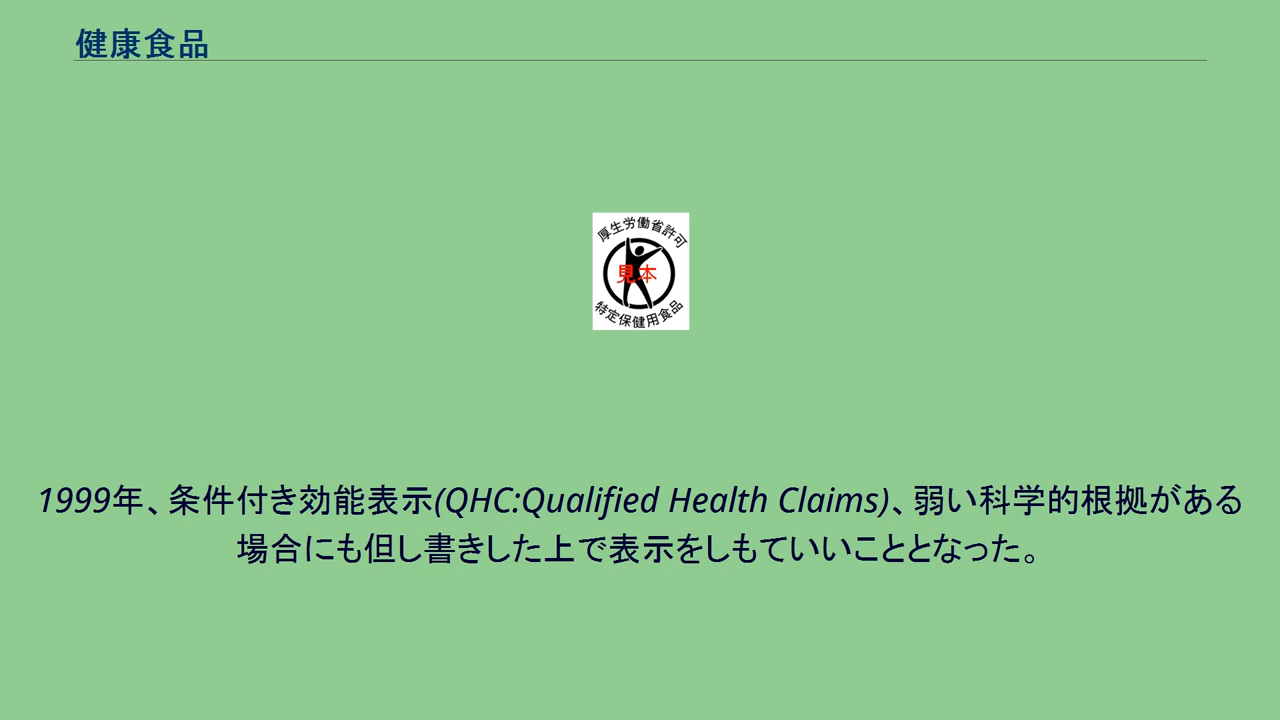 健康食品
厚生労働省許可
見本
特定保健用食品
1999年、条件付き効能表示(QHC:Qualified Health Claims)、弱い科学的根拠がある
場合にも但し書きした上で表示をしもていいこととなった。